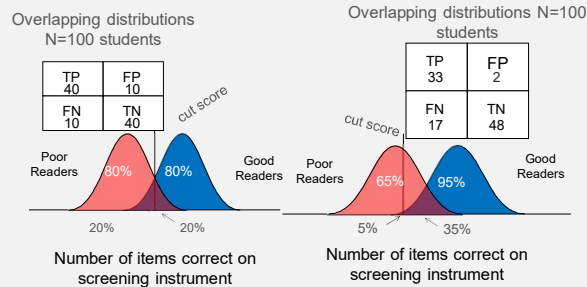 Overlapping distributions
N=100 students
TP
40
FP
10
FN
10
TN
40
cut score
Poor
Readers
80%
80%
Good
Readers
20%
20%
Number of items correct on
screening instrument
Overlapping distributions N=100
students
TP
33
FP
2
FN
17
TN
48
cut score
Poor
Readers
65%
95%
Good
Readers
5%
35%
Number of items correct on
screening instrument